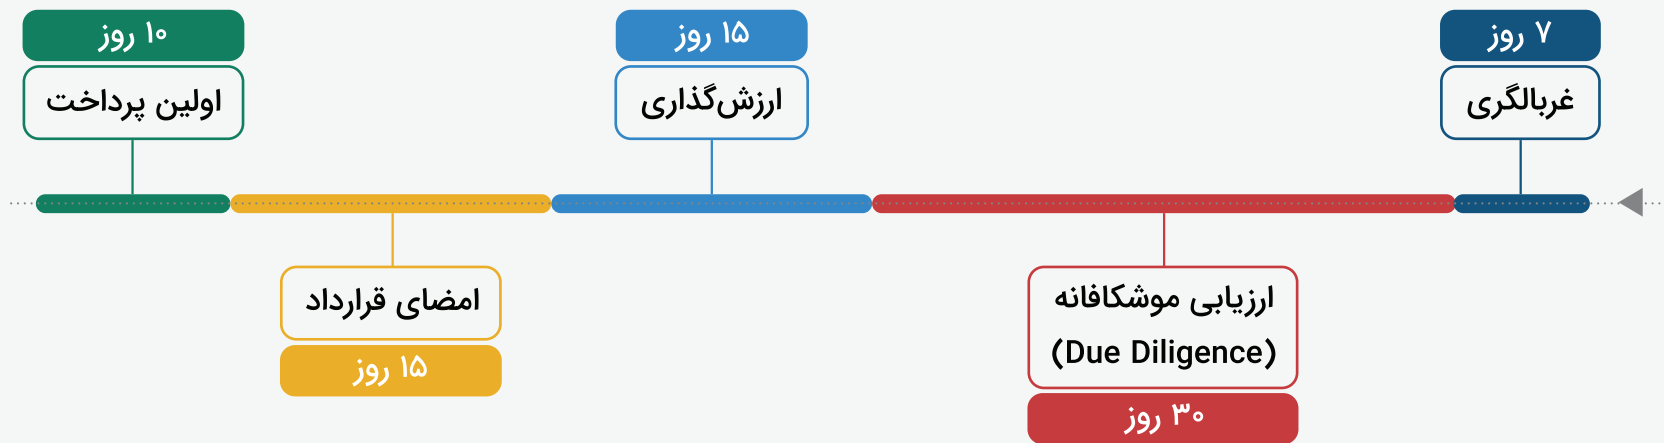 ۷ روز
غربالگری
ارزیابی موشکافانه
(Due Diligence)
۳۰ روز
۱۵ روز
ارزش‌گذاری
امضای قرارداد
۱۵ روز
۱۰ روز
اولین پرداخت